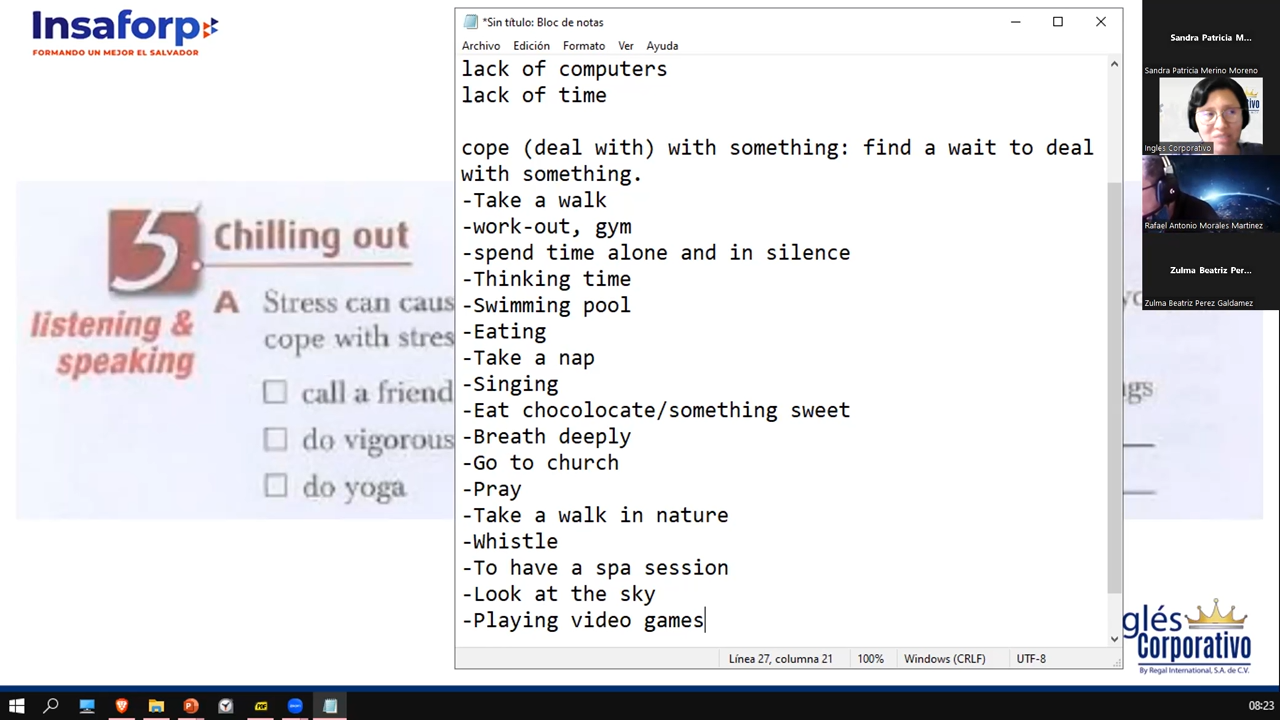 Insaforp
FORMANDO UN MEJOR EL SALVADOR
*Sin título: Bloc de notas
Archivo Edición Formato Ver Ayuda
lack of computers
lack of time
cope (deal with) with something: find a wait to deal
with something.
-Take a walk
-work-out, gym
-spend time alone and in silence
-Thinking time
-Swimming pool
-Eating
-Take a nap
-Singing
-Eat chocolocate/something sweet
-Breath deeply
-Go to church
-Pray
-Take a walk in nature
-Whistle
-To have a spa session
-Look at the sky
-Playing video games
Línea 27, columna 21 100% Windows (CRLF) UTF-8
5 Chilling out
listening &
speaking
A Stress can caus
cope with stres
call a friend
do vigorous
do yoga
ngs
Sandra Patricia M...
Sandra Patricia Merino Moreno
Inglés Corporativo
Rafael Antonio Morales Martinez
Zulma Beatriz Per...
Zulma Beatriz Perez Galdamez
glés
Corporativo
By Regal International, S.A. de C.V.
08:23